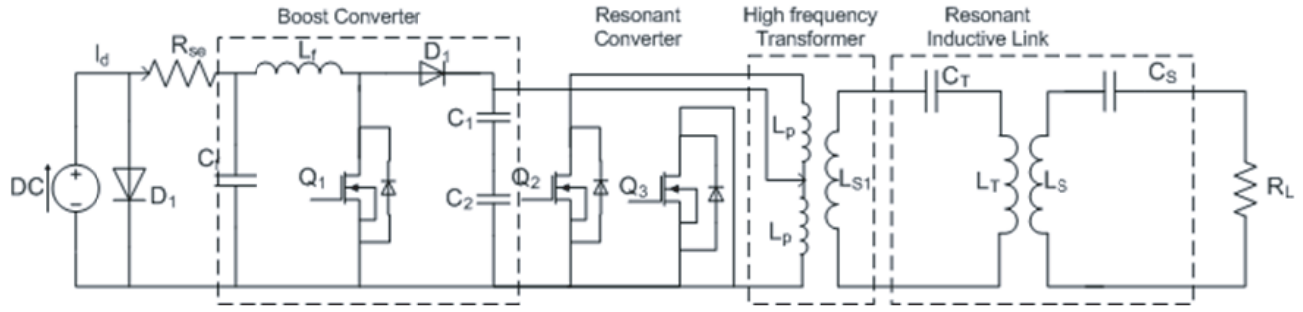 Boost Converter
Resonant
Converter
High frequency
Transformer
Resonant
Inductive Link
I_d
R_se
L_f
D_1
C_T
C_S
C_1
L_p
DC
D_1
C
Q_1
C_2
Q_2
Q_3
L_S1
L_T
L_S
R_L
L_p